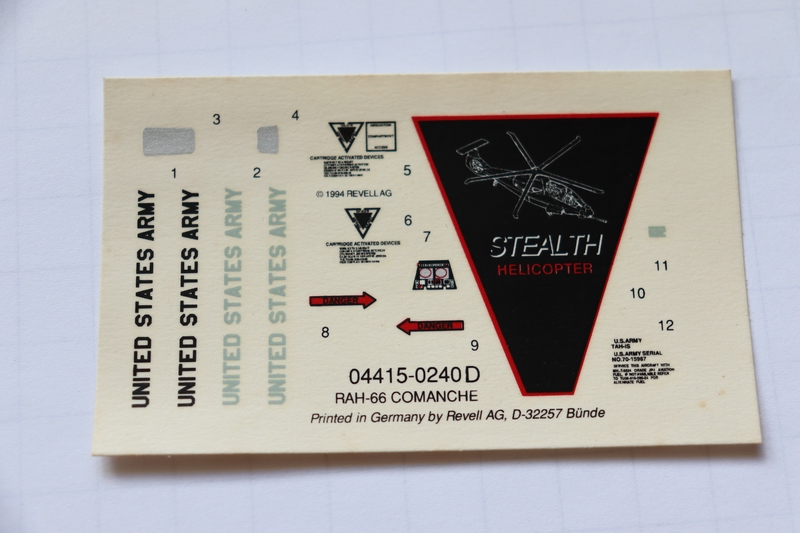 3
4
1
2
UNITED STATES ARMY
UNITED STATES ARMY
UNITED STATES ARMY
UNITED STATES ARMY
CARTRIDGE ACTIVATED DEVICES
5
© 1994 REVELL AG
6
CARTRIDGE ACTIVATED DEVICES
7
DANGER
8
DANGER
9
STEALTH
HELICOPTER
11
10
12
U.S.ARMY
U.S.ARMY SERIAL
04415-0240D
RAH-66 COMANCHE
Printed in Germany by Revell AG, D-32257 Bünde